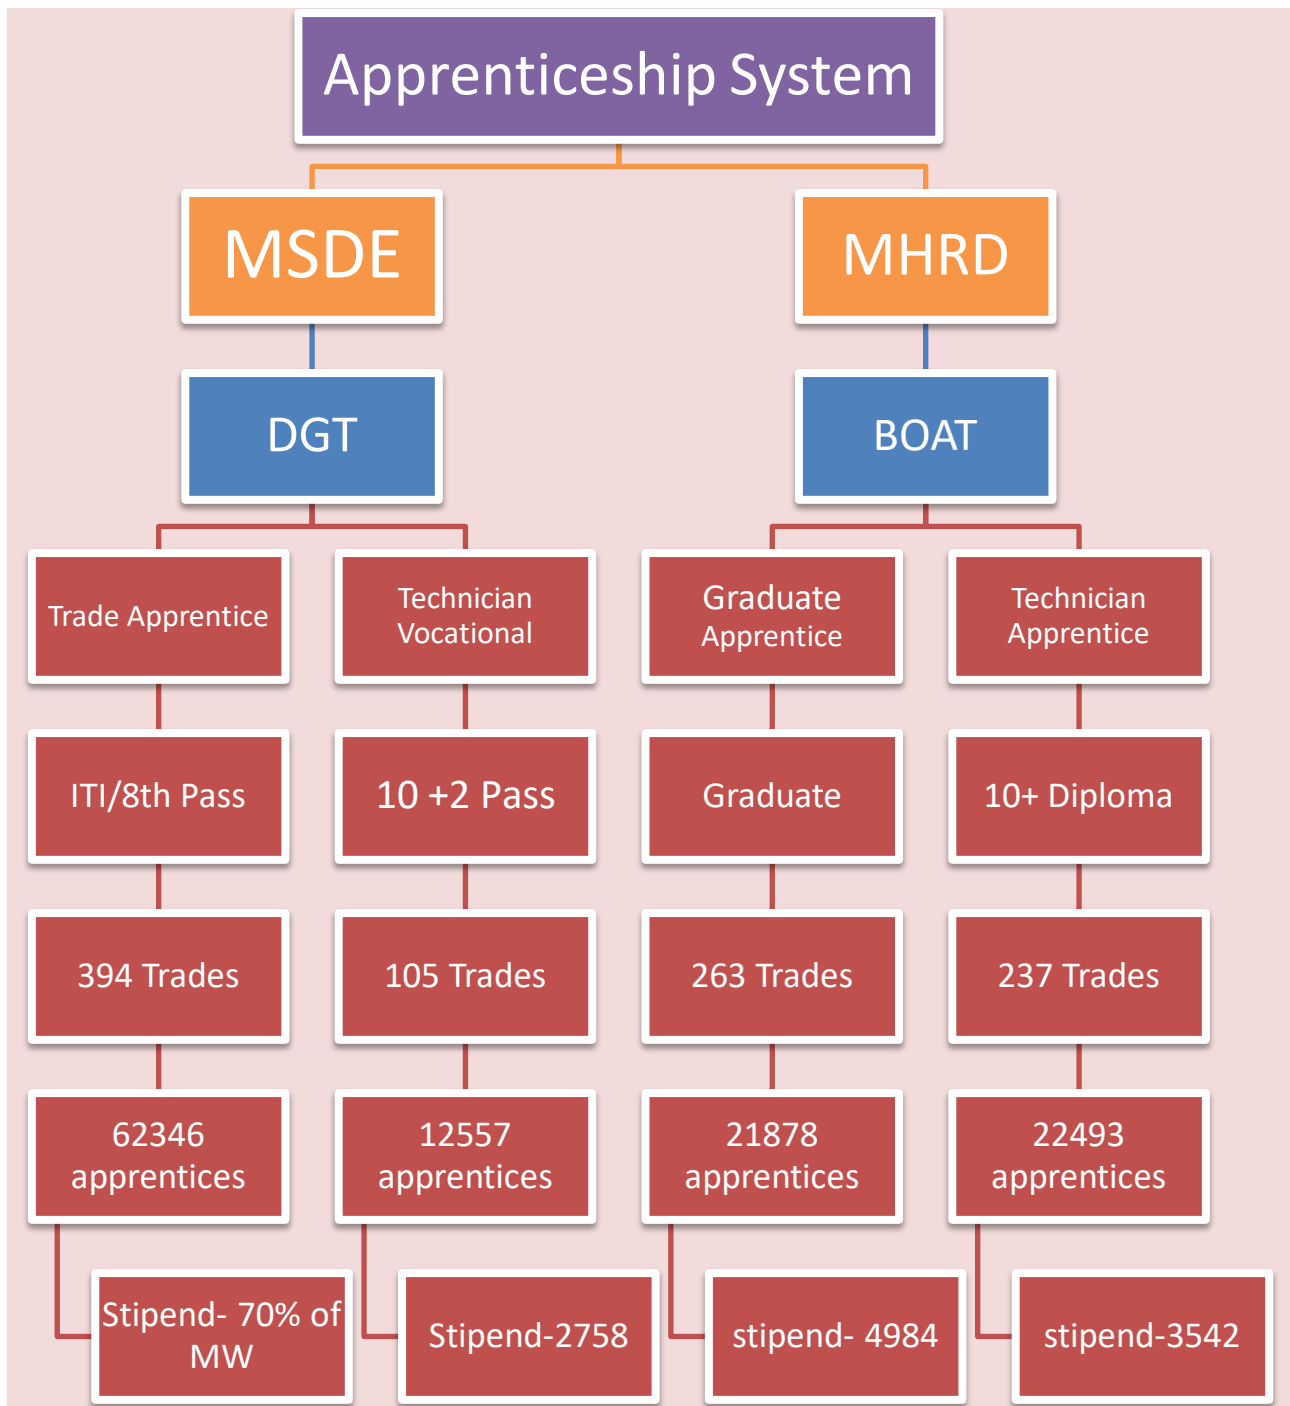 Apprenticeship System
MSDE
MHRD
DGT
BOAT
Trade Apprentice
Technician
Vocational
Graduate
Apprentice
Technician
Apprentice
ITI/8th Pass
10 +2 Pass
Graduate
10+ Diploma
394 Trades
105 Trades
263 Trades
237 Trades
62346
apprentices
12557
apprentices
21878
apprentices
22493
apprentices
Stipend- 70% of
MW
Stipend-2758
stipend- 4984
stipend-3542